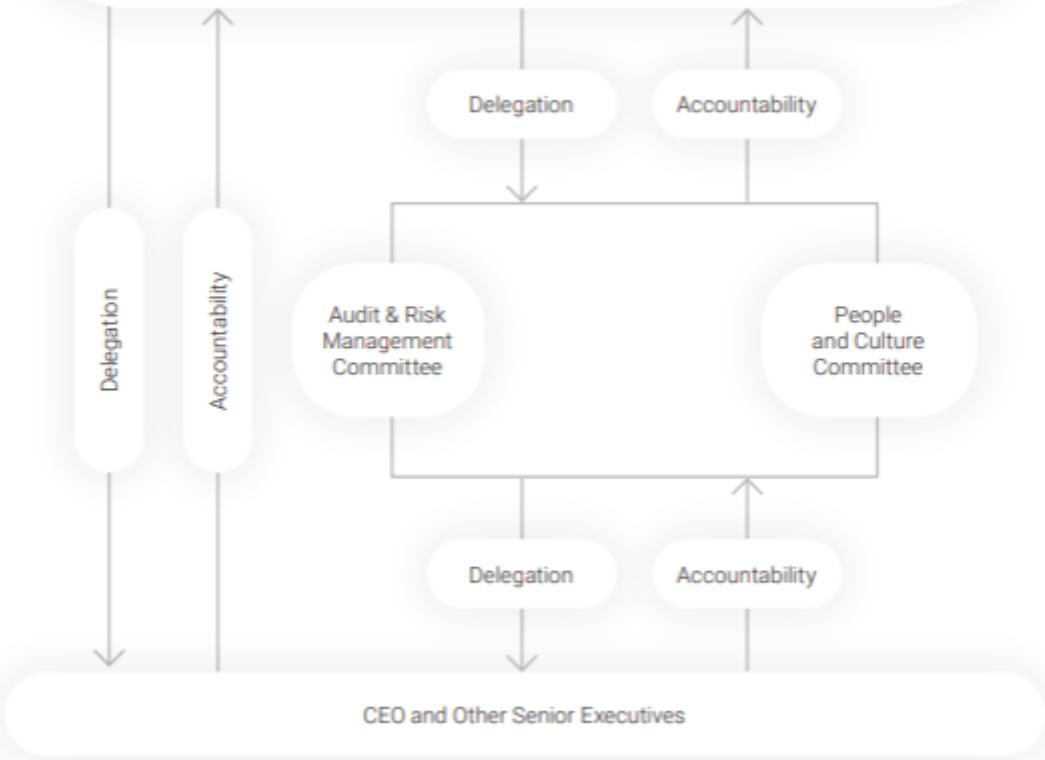 Delegation
Accountability
Delegation
Accountability
Audit & Risk
Management
Committee
People
and Culture
Committee
Delegation
Accountability
CEO and Other Senior Executives